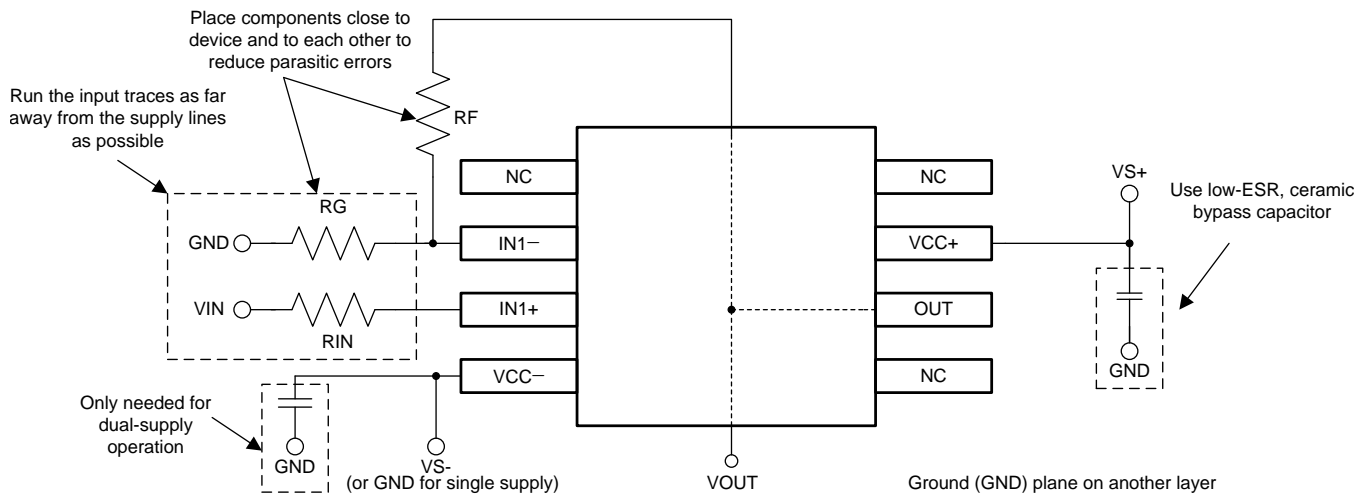 Place components close to
device and to each other to
reduce parasitic errors
Run the input traces as far
away from the supply lines
as possible
RF
NC
NC
VS+
Use low-ESR, ceramic
bypass capacitor
RG
GND
IN1−
VCC+
VIN
IN1+
OUT
RIN
VCC−
NC
GND
Only needed for
dual-supply
operation
GND
VS-
(or GND for single supply)
VOUT
Ground (GND) plane on another layer